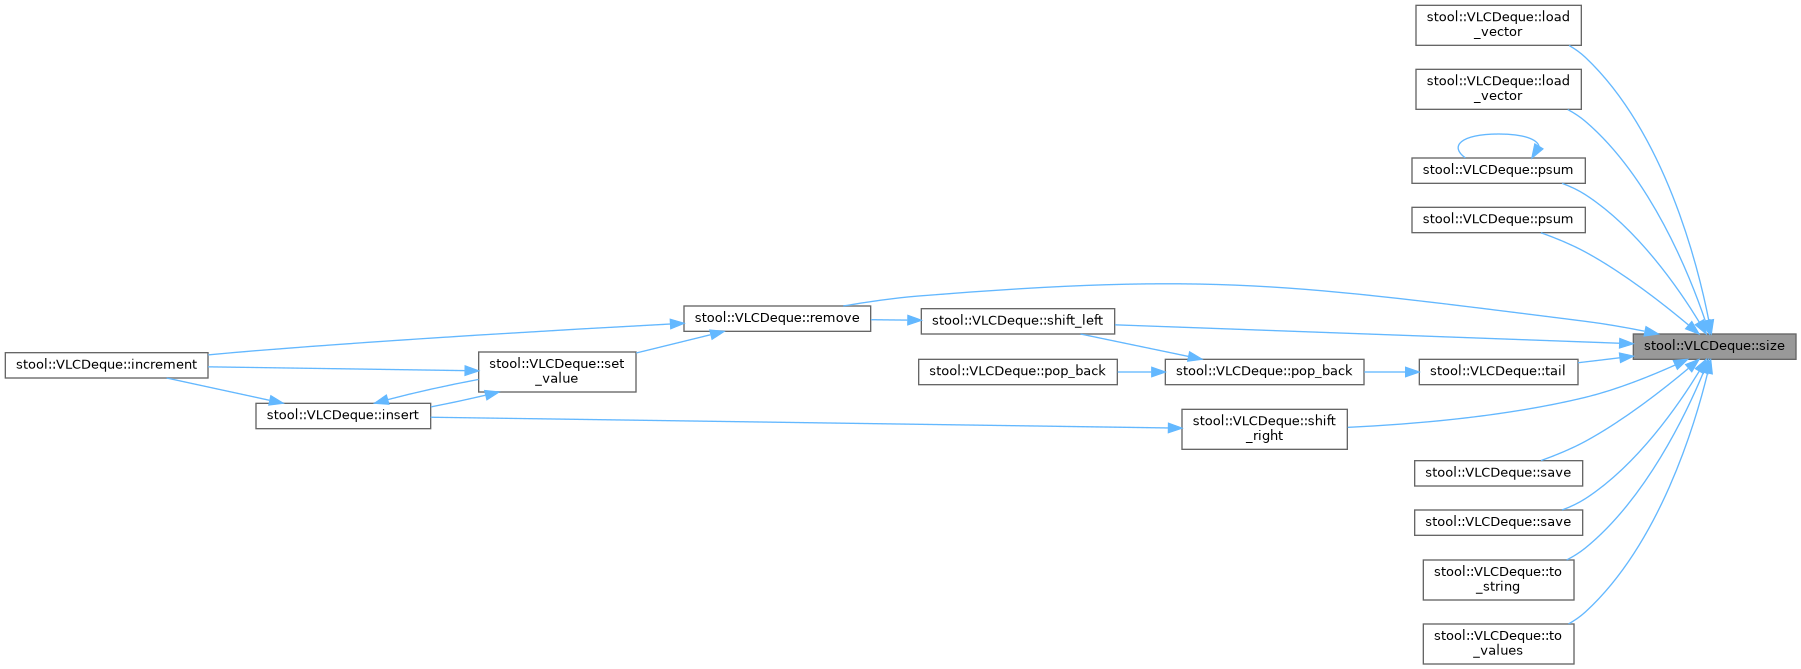 stool::VLCDeque::load
_vector
stool::VLCDeque::load
_vector
stool::VLCDeque::psum
stool::VLCDeque::psum
stool::VLCDeque::remove
stool::VLCDeque::shift_left
stool::VLCDeque::size
stool::VLCDeque::increment
stool::VLCDeque::set
_value
stool::VLCDeque::pop_back
stool::VLCDeque::pop_back
stool::VLCDeque::tail
stool::VLCDeque::insert
stool::VLCDeque::shift
_right
stool::VLCDeque::save
stool::VLCDeque::save
stool::VLCDeque::to
_string
stool::VLCDeque::to
_values